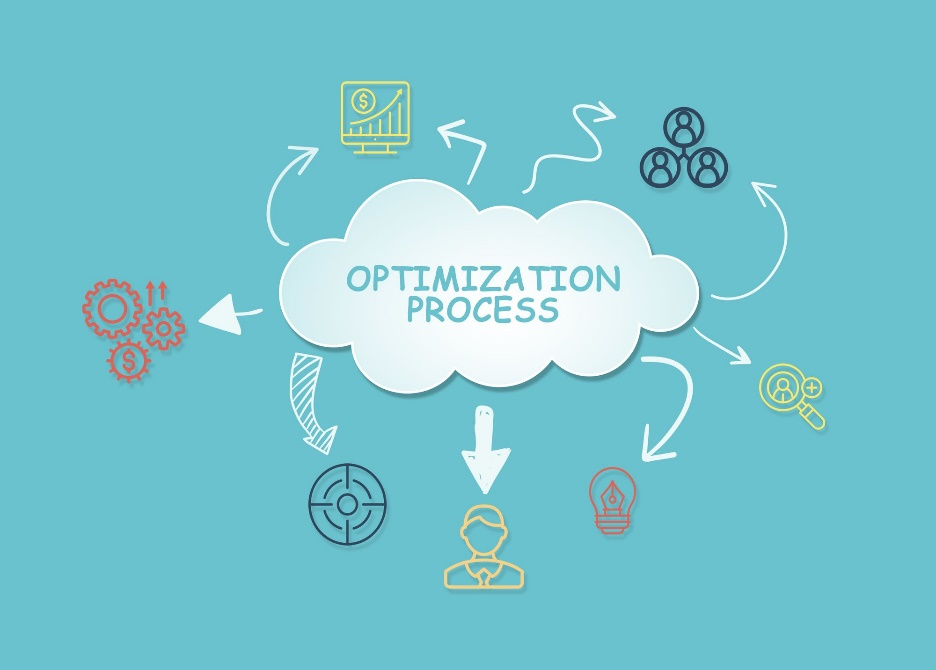 OPTIMIZATION
PROCESS
$
$